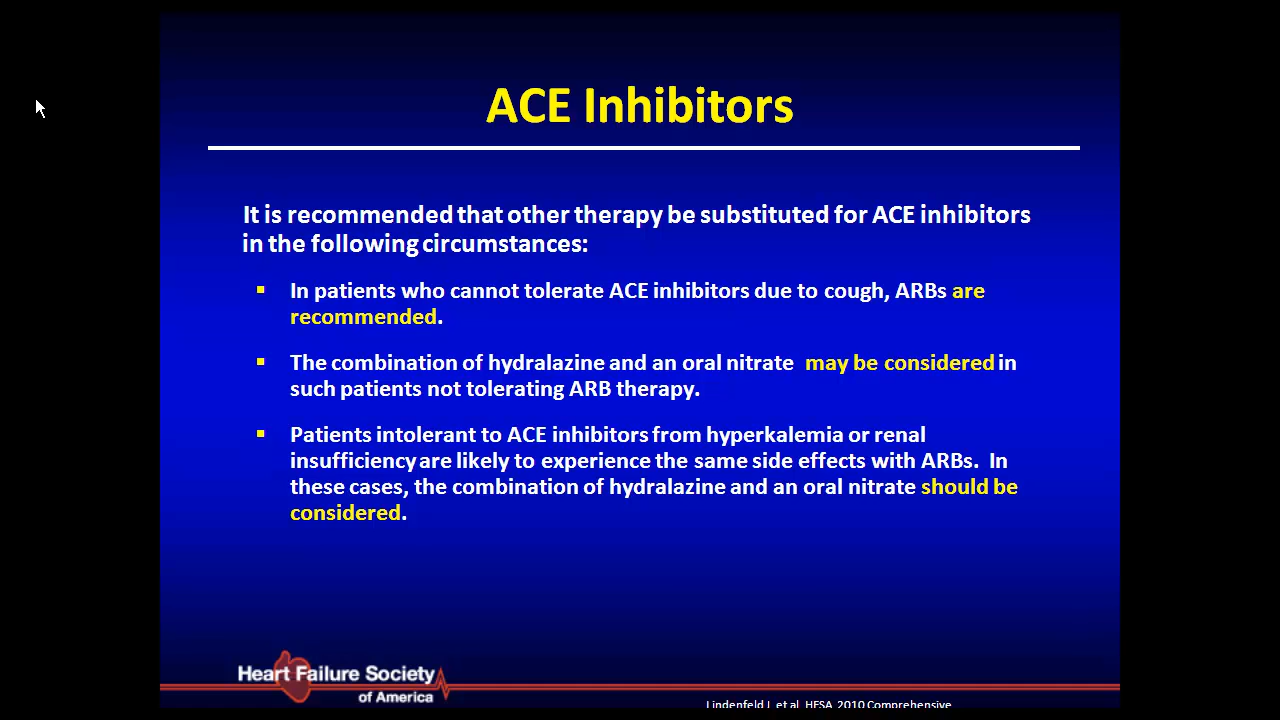 ACE Inhibitors
It is recommended that other therapy be substituted for ACE inhibitors
in the following circumstances:
▪ In patients who cannot tolerate ACE inhibitors due to cough, ARBs are
recommended.
▪ The combination of hydralazine and an oral nitrate may be considered in
such patients not tolerating ARB therapy.
▪ Patients intolerant to ACE inhibitors from hyperkalemia or renal
insufficiency are likely to experience the same side effects with ARBs. In
these cases, the combination of hydralazine and an oral nitrate should be
considered.
Heart Failure Society
of America
Lindenfeld J, et al. HFSA 2010 Comprehensive